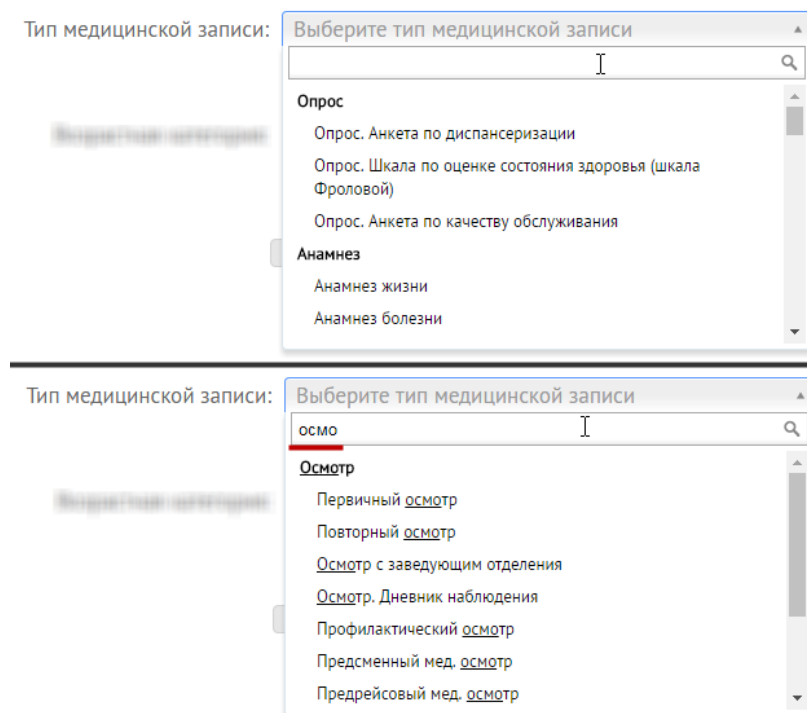 Тип медицинской записи: Выберите тип медицинской записи
Опрос
Опрос. Анкета по диспансеризации
Опрос. Шкала по оценке состояния здоровья (шкала
Фроловой)
Опрос. Анкета по качеству обслуживания
Анамнез
Анамнез жизни
Анамнез болезни
Тип медицинской записи: Выберите тип медицинской записи
осмо
Осмотр
Первичный осмотр
Повторный осмотр
Осмотр с заведующим отделения
Осмотр. Дневник наблюдения
Профилактический осмотр
Предсменный мед. осмотр
Предрейсовый мед. осмотр